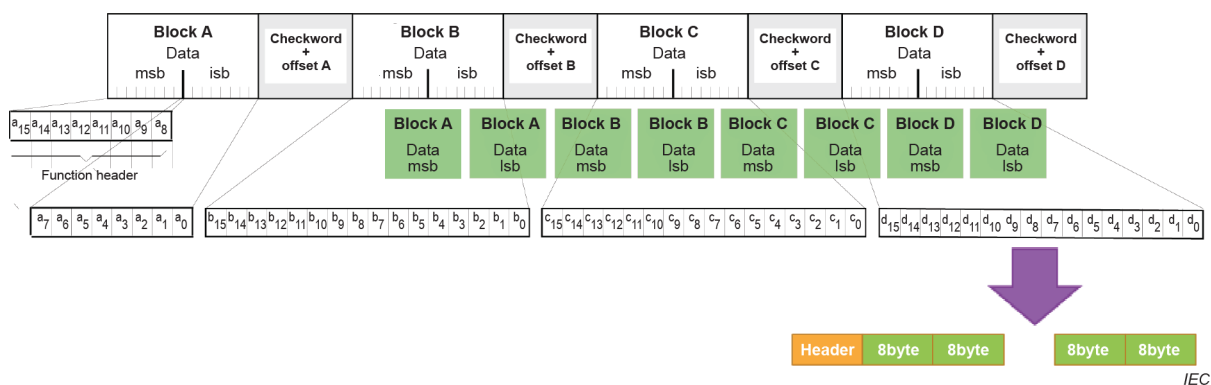 Block A
Data
msb isb
Checkword
+
offset A
Block B
Data
msb isb
Checkword
+
offset B
Block C
Data
msb isb
Checkword
+
offset C
Block D
Data
msb isb
Checkword
+
offset D
a15 a14 a13 a12 a11 a10 a9 a8
Function header
Block A
Data
msb
Block A
Data
lsb
Block B
Data
msb
Block B
Data
lsb
Block C
Data
msb
Block C
Data
lsb
Block D
Data
msb
Block D
Data
lsb
a7 a6 a5 a4 a3 a2 a1 a0
b15 b14 b13 b12 b11 b10 b9 b8 b7 b6 b5 b4 b3 b2 b1 b0
c15 c14 c13 c12 c11 c10 c9 c8 c7 c6 c5 c4 c3 c2 c1 c0
d15 d14 d13 d12 d11 d10 d9 d8 d7 d6 d5 d4 d3 d2 d1 d0
Header 8byte 8byte 8byte 8byte
IEC